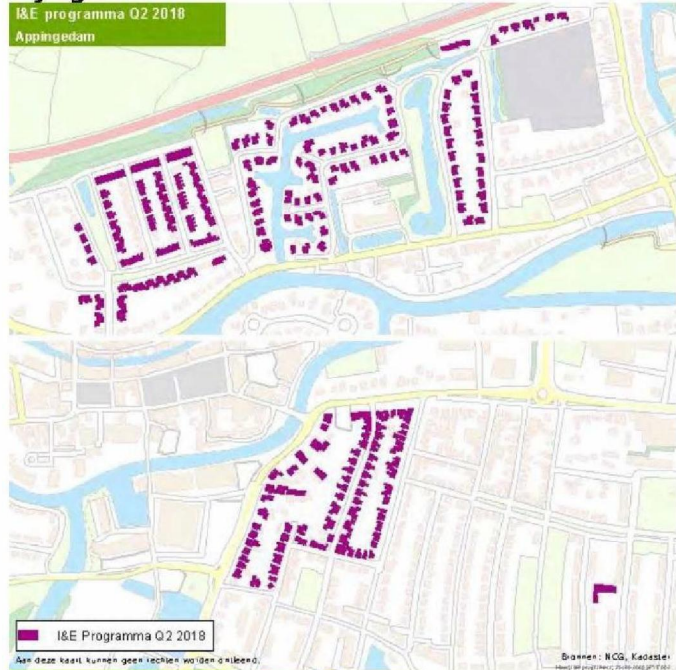 I&E programma Q2 2018
Appingedam
I&E Programma Q2 2018
Aan deze kaart kunnen geen rechten worden ontleend.
Bronnen: NCG, Kadaster